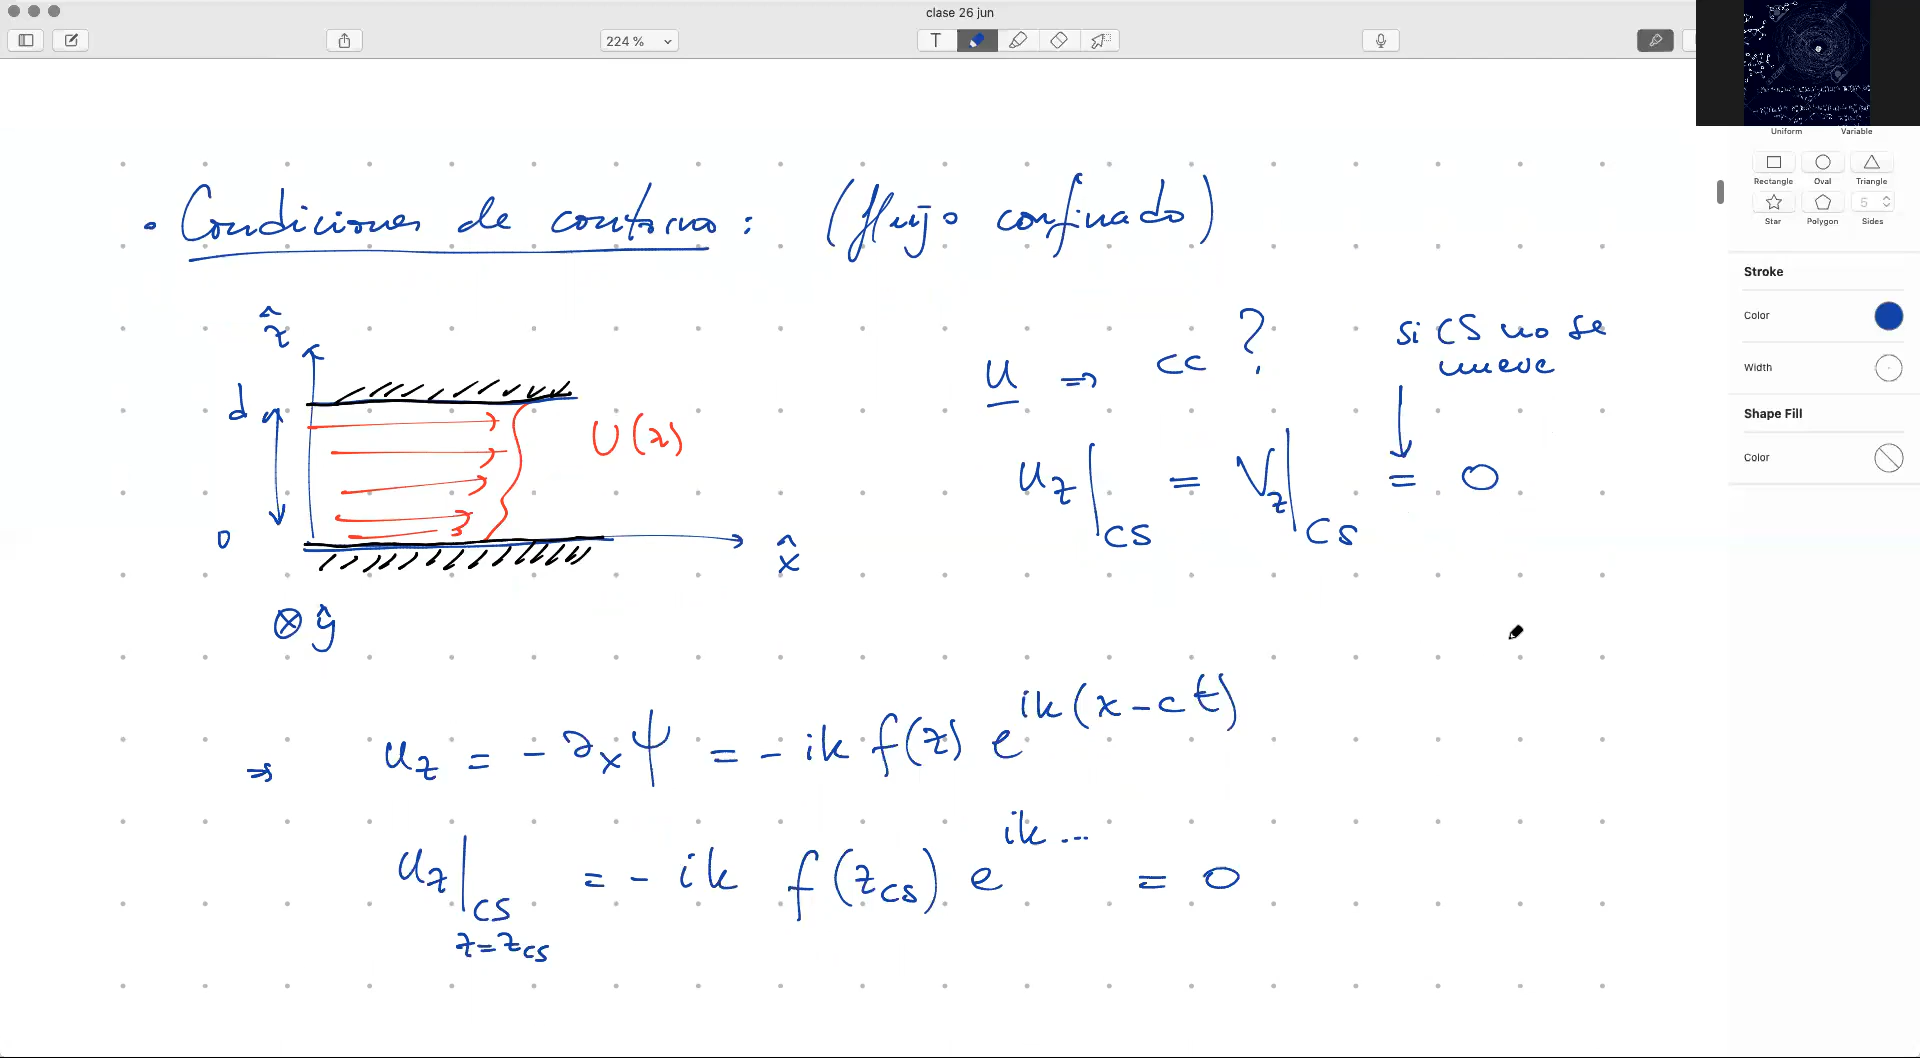 clase 26 jun
224 %
T
Uniform Variable
Rectangle Oval Triangle
5
Star Polygon Sides
Stroke
Color
Width
Shape Fill
Color
• Condiciones de contorno: (flujo confinado)
ẑ
d
U(z)
0
x̂
⊗ ŷ
u ⇒ cc ?
si CS no se
mueve
u_z|_CS = V_z|_CS = 0
⇒ u_z = - ∂_x ψ = - ik f(z) e^{ik(x-ct)}
u_z|_{CS z=z_CS} = - ik f(z_CS) e^{ik...} = 0